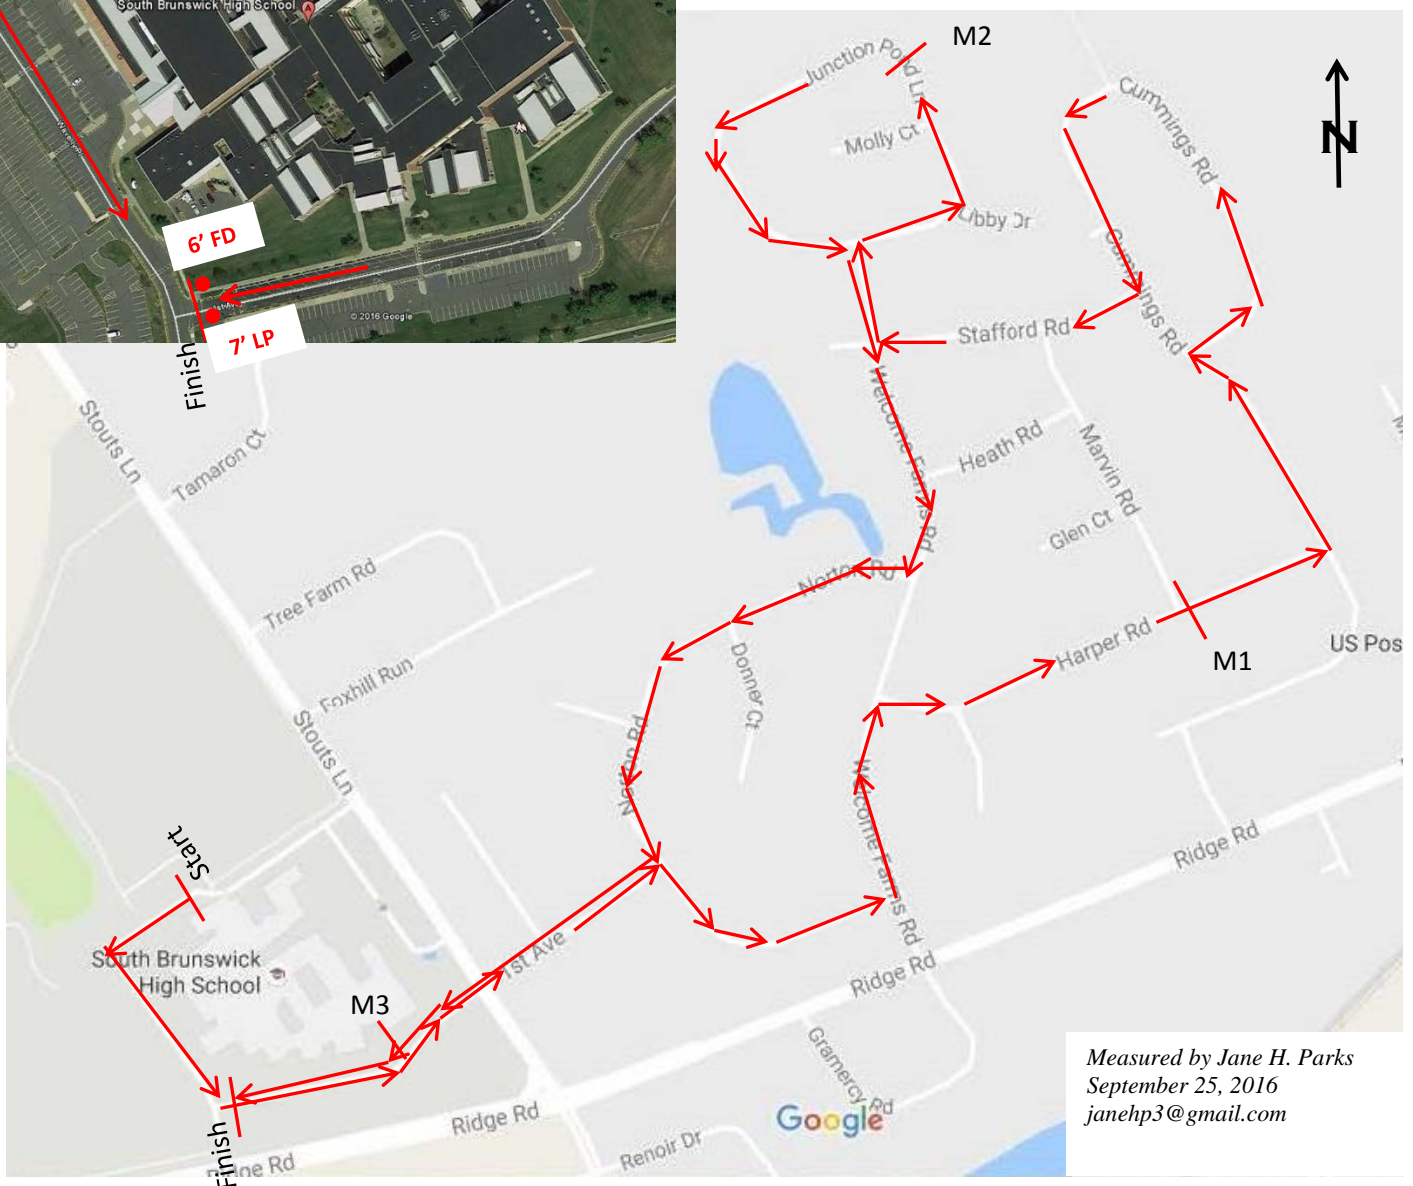 South Brunswick High School
A
Waverly Pl
6' FD
1st Ave
© 2016 Google
7' LP
Finish
M2
Junction Pond Ln
Molly Ct
Libby Dr
Cummings Rd
N
Cummings Rd
Stafford Rd
Welcome Farms Rd
Heath Rd
Marvin Rd
Glen Ct
Stouts Ln
Tamaron Ct
Tree Farm Rd
Foxhill Run
Stouts Ln
Norton Rd
Donner Ct
Norton Rd
Harper Rd
M1
US Pos
Welcome Farms Rd
Ridge Rd
Start
South Brunswick
High School
M3
1st Ave
Ridge Rd
Gramercy Rd
Google
Ridge Rd
Renoir Dr
Finish
Ridge Rd
Measured by Jane H. Parks
September 25, 2016
janehp3@gmail.com